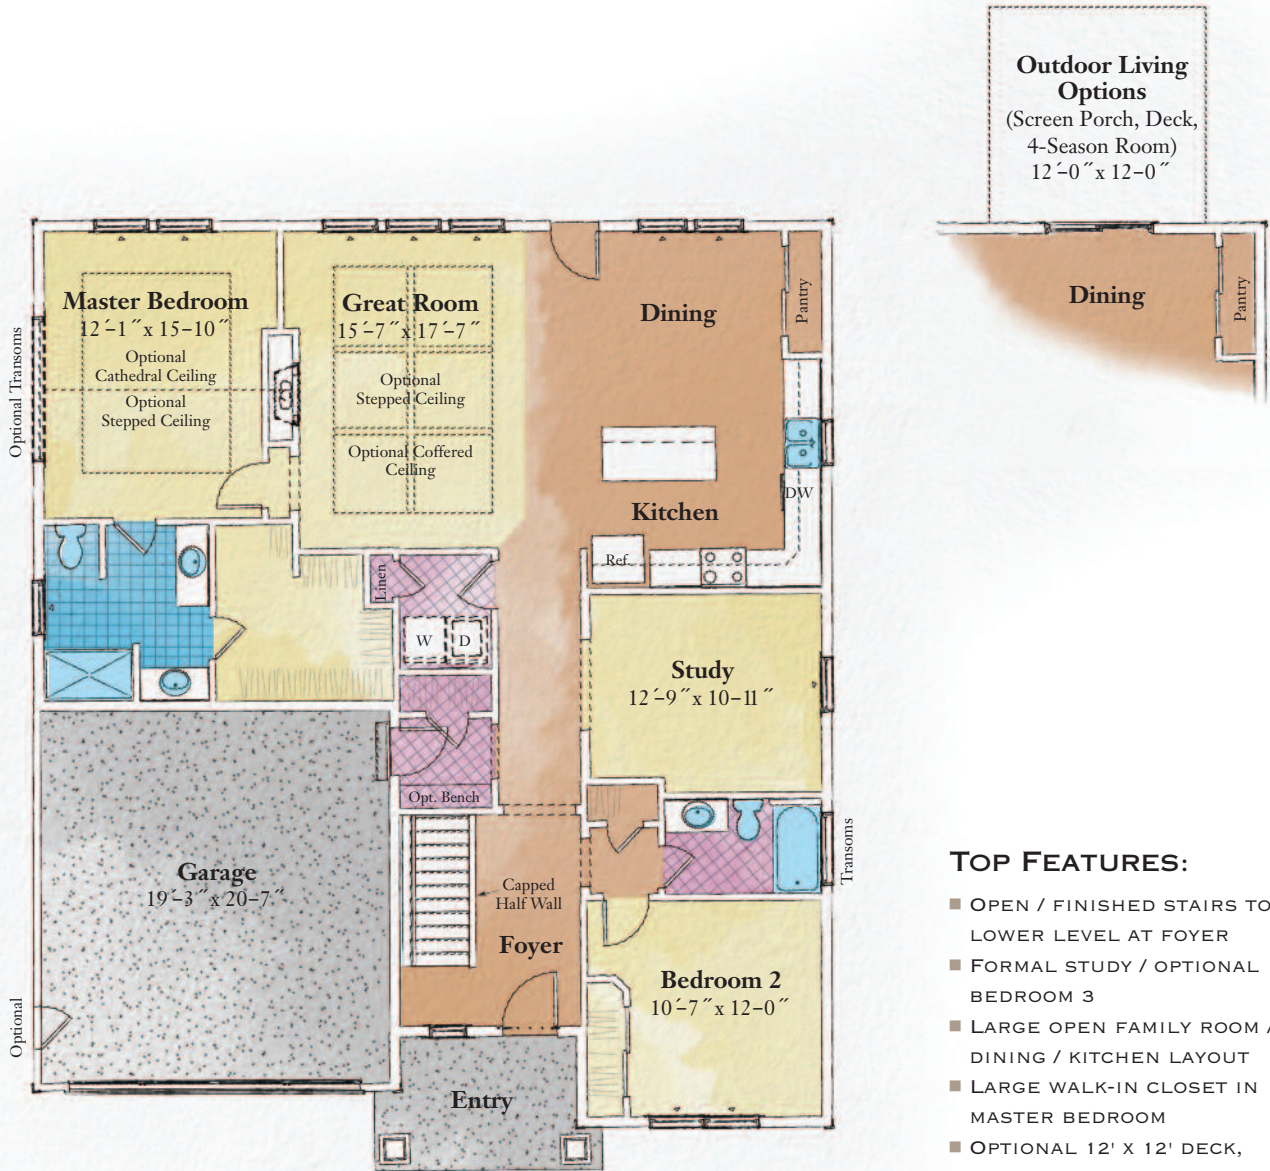 Outdoor Living
Options
(Screen Porch, Deck,
4-Season Room)
12´-0˝ x 12-0˝
Dining
Pantry
Master Bedroom
12´-1˝ x 15-10˝
Optional
Cathedral Ceiling
Optional
Stepped Ceiling
Optional Transoms
Great Room
15´-7˝ x 17´-7˝
Optional
Stepped Ceiling
Optional Coffered
Ceiling
Dining
Pantry
Kitchen
DW
Ref.
Linen
W
D
Study
12´-9˝ x 10-11˝
Opt. Bench
Garage
19´-3˝ x 20-7˝
Capped
Half Wall
Foyer
Transoms
Bedroom 2
10´-7˝ x 12-0˝
Optional
Entry
Top Features:
Open / finished stairs to
lower level at foyer
Formal study / optional
bedroom 3
Large open family room /
dining / kitchen layout
Large walk-in closet in
master bedroom
Optional 12' x 12' deck,